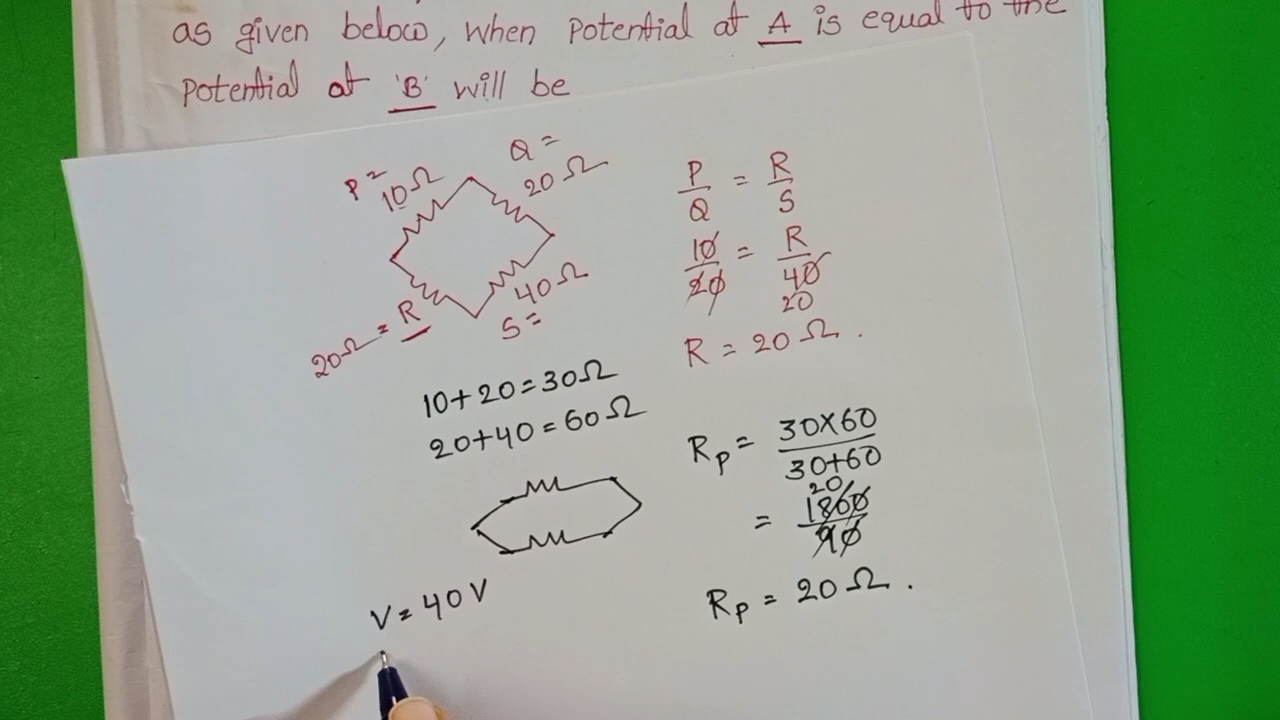 as given below, when Potential at A is equal to the
Potential at 'B' will be
P =
10Ω
Q =
20Ω
20Ω = R
40Ω
S =
P/Q = R/S
10/20 = R/40
20
R = 20Ω .
10+20=30Ω
20+40=60Ω
Rp = 30×60/30+60
20
= 1800/90
Rp = 20Ω .
V = 40 V